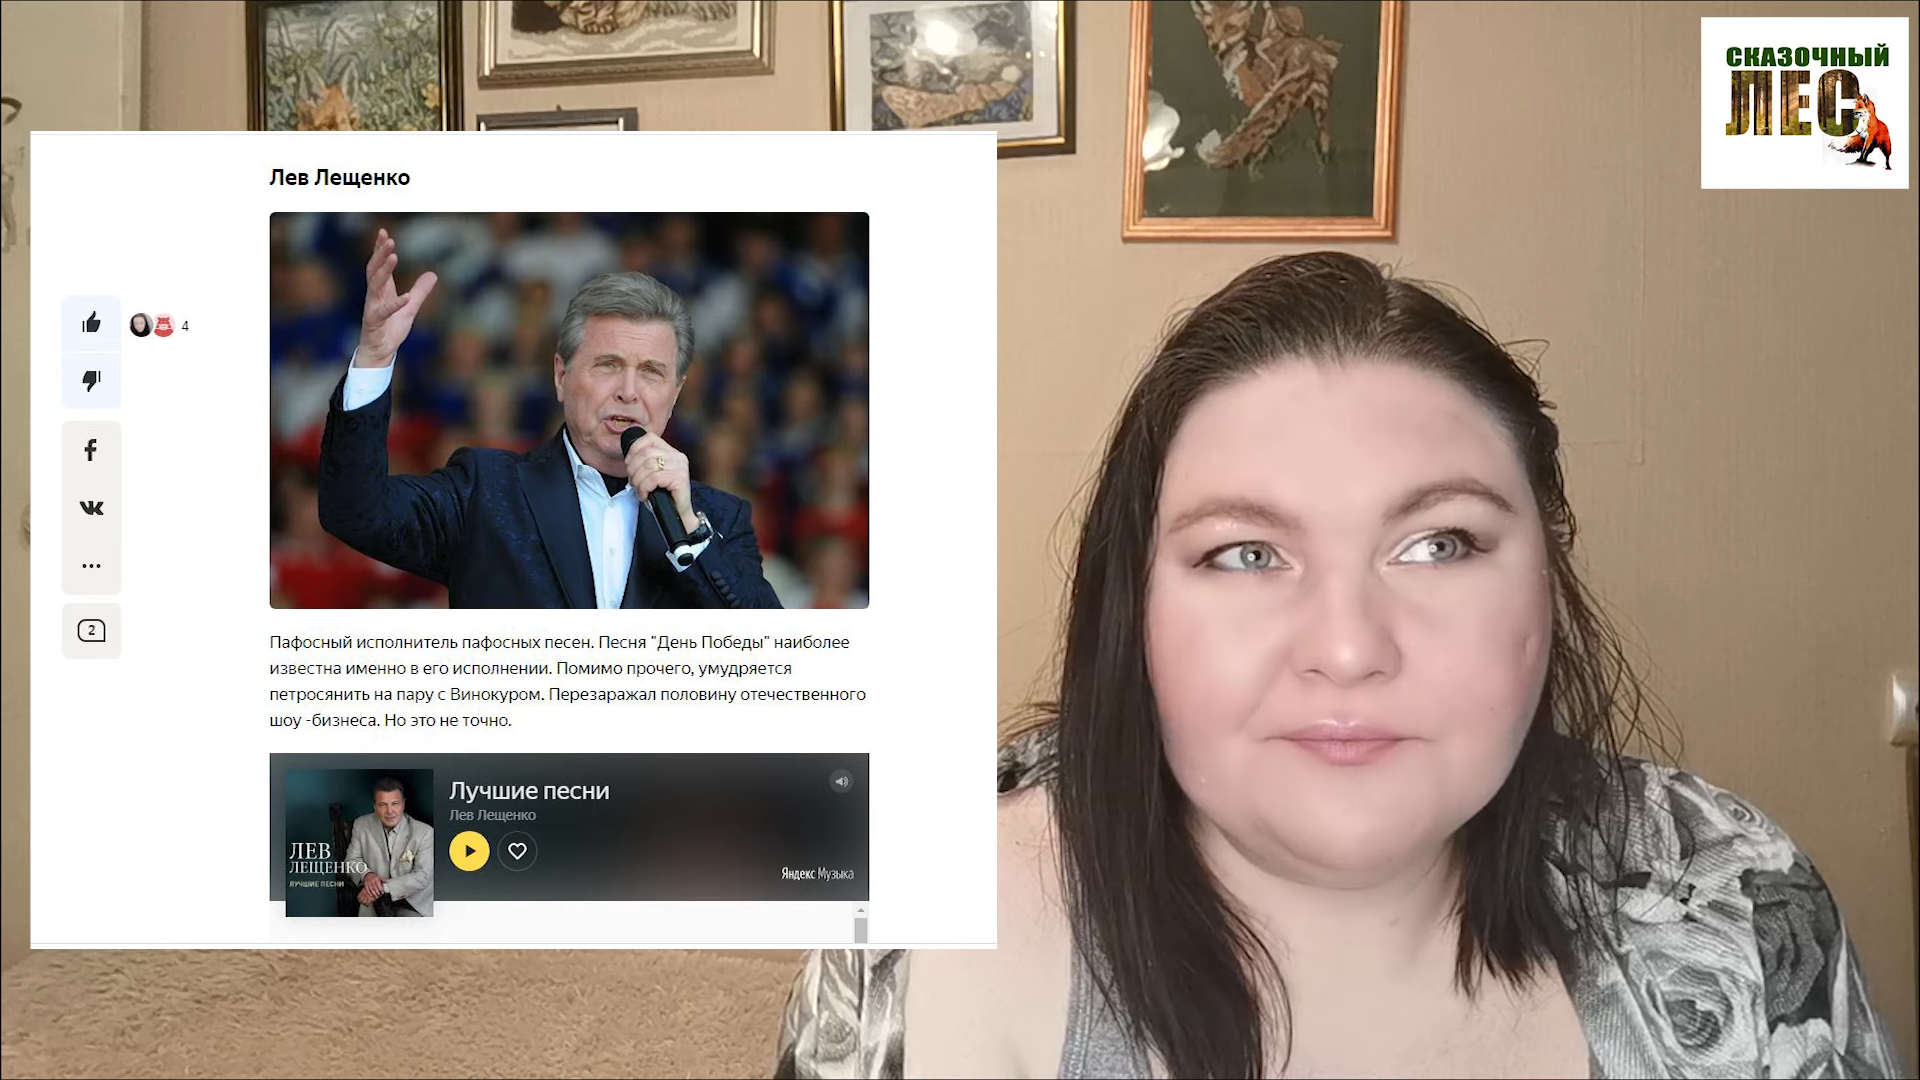 СКАЗОЧНЫЙ
ЛЕС
Лев Лещенко
4
2
Пафосный исполнитель пафосных песен. Песня "День Победы" наиболее
известна именно в его исполнении. Помимо прочего, умудряется
петросянить на пару с Винокуром. Перезаражал половину отечественного
шоу -бизнеса. Но это не точно.
Лучшие песни
Лев Лещенко
ЛЕВ
ЛЕЩЕНКО
ЛУЧШИЕ ПЕСНИ
Яндекс Музыка